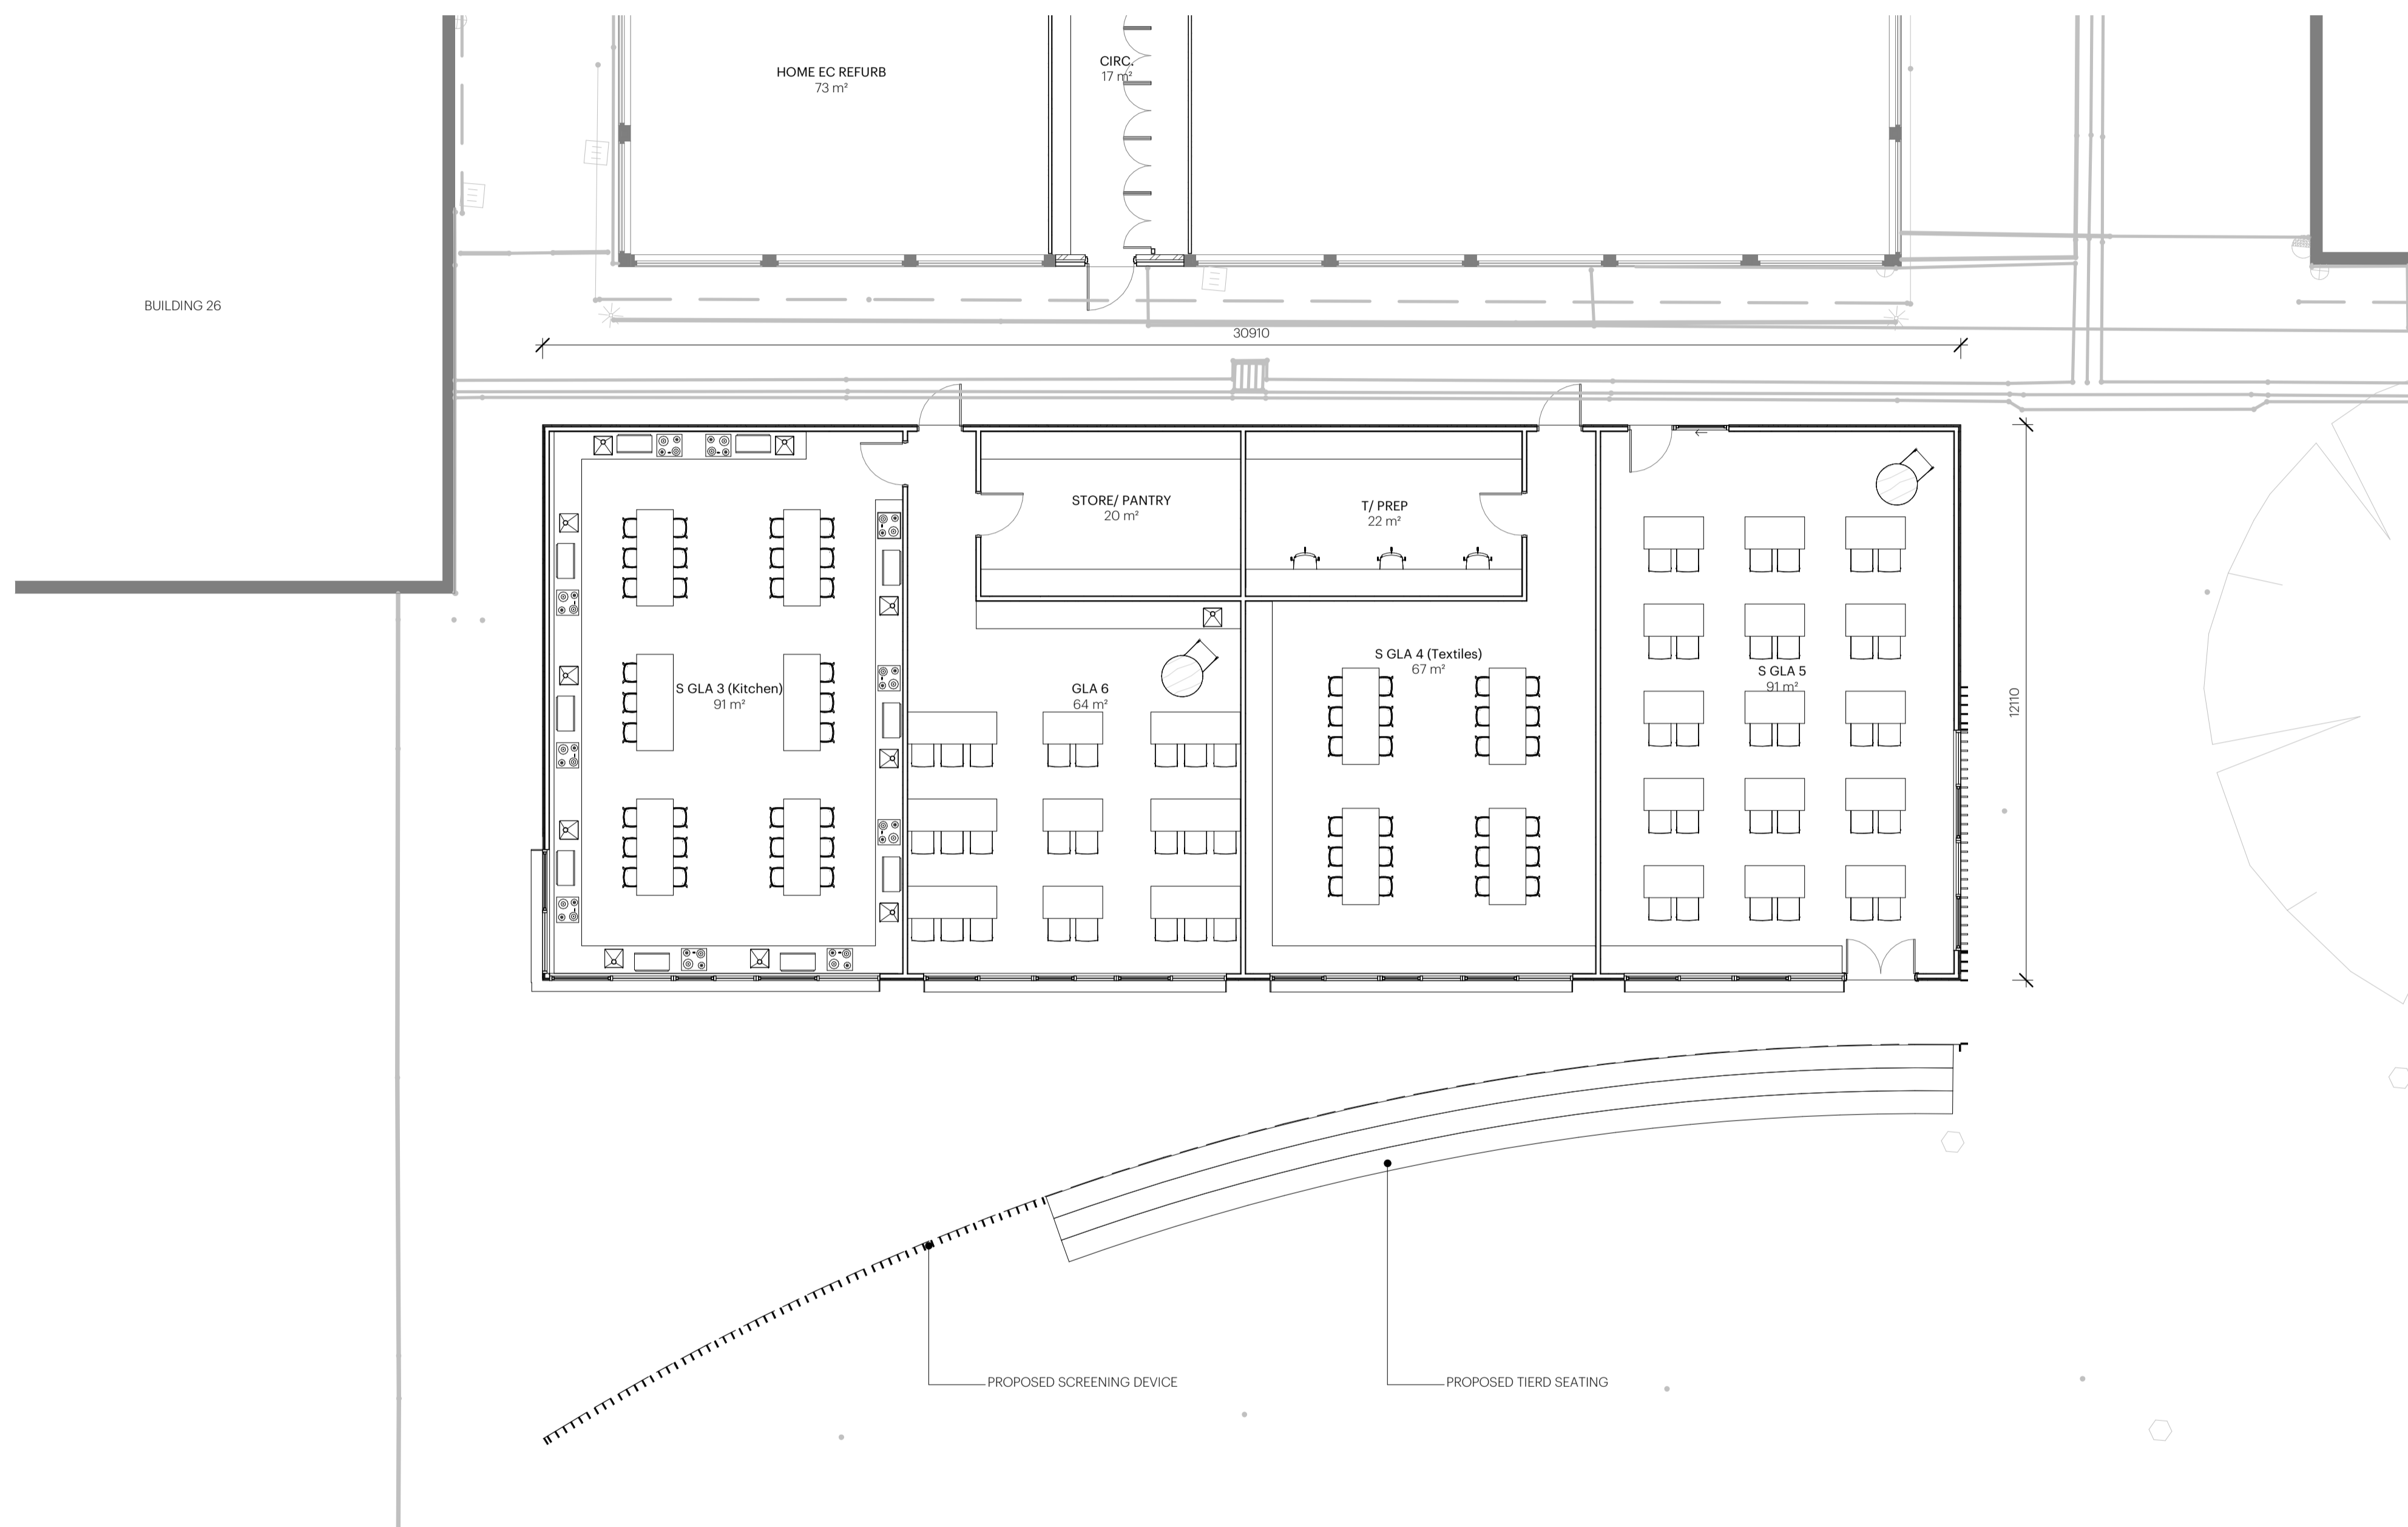 HOME EC REFURB
73 m²
CIRC.
17 m²
BUILDING 26
30910
STORE/ PANTRY
20 m²
T/ PREP
22 m²
S GLA 3 (Kitchen)
91 m²
GLA 6
64 m²
S GLA 4 (Textiles)
67 m²
S GLA 5
91 m²
12110
PROPOSED SCREENING DEVICE
PROPOSED TIERD SEATING